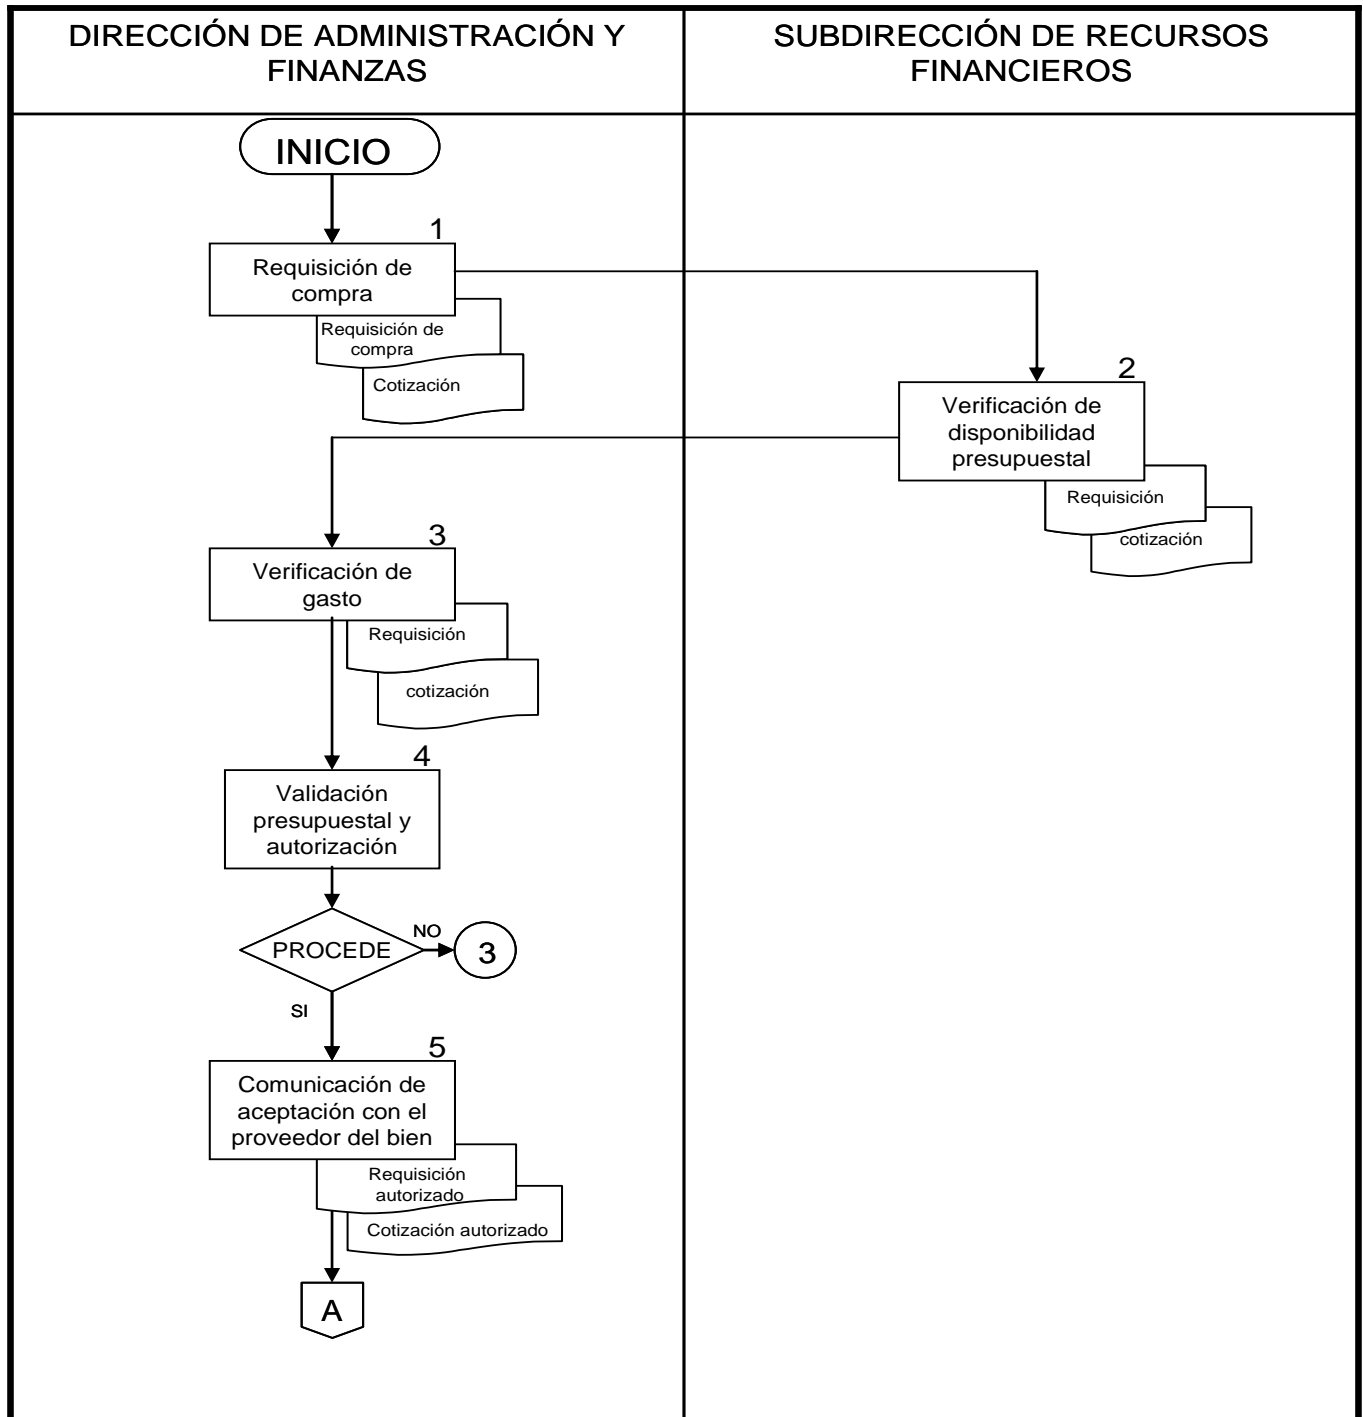 DIRECCIÓN DE ADMINISTRACIÓN Y
FINANZAS
SUBDIRECCIÓN DE RECURSOS
FINANCIEROS
INICIO
1
Requisición de
compra
Requisición de
compra
Cotización
2
Verificación de
disponibilidad
presupuestal
Requisición
cotización
3
Verificación de
gasto
Requisición
cotización
4
Validación
presupuestal y
autorización
PROCEDE
NO
3
SI
5
Comunicación de
aceptación con el
proveedor del bien
Requisición
autorizado
Cotización autorizado
A